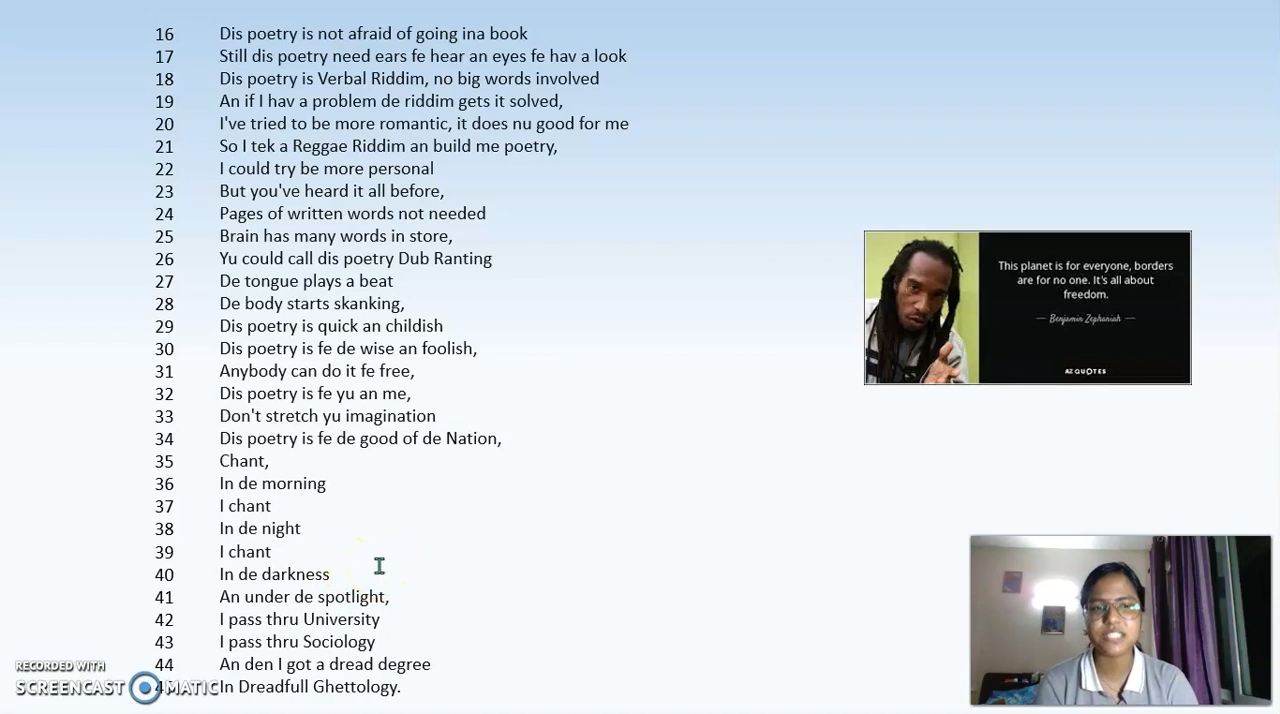 16 Dis poetry is not afraid of going ina book
17 Still dis poetry need ears fe hear an eyes fe hav a look
18 Dis poetry is Verbal Riddim, no big words involved
19 An if I hav a problem de riddim gets it solved,
20 I've tried to be more romantic, it does nu good for me
21 So I tek a Reggae Riddim an build me poetry,
22 I could try be more personal
23 But you've heard it all before,
24 Pages of written words not needed
25 Brain has many words in store,
26 Yu could call dis poetry Dub Ranting
27 De tongue plays a beat
28 De body starts skanking,
29 Dis poetry is quick an childish
30 Dis poetry is fe de wise an foolish,
31 Anybody can do it fe free,
32 Dis poetry is fe yu an me,
33 Don't stretch yu imagination
34 Dis poetry is fe de good of de Nation,
35 Chant,
36 In de morning
37 I chant
38 In de night
39 I chant
40 In de darkness
41 An under de spotlight,
42 I pass thru University
43 I pass thru Sociology
44 An den I got a dread degree
In Dreadfull Ghettology.
This planet is for everyone, borders
are for no one. It's all about
freedom.
— Benjamin Zephaniah —
AZ QUOTES
RECORDED WITH
SCREENCAST MATIC